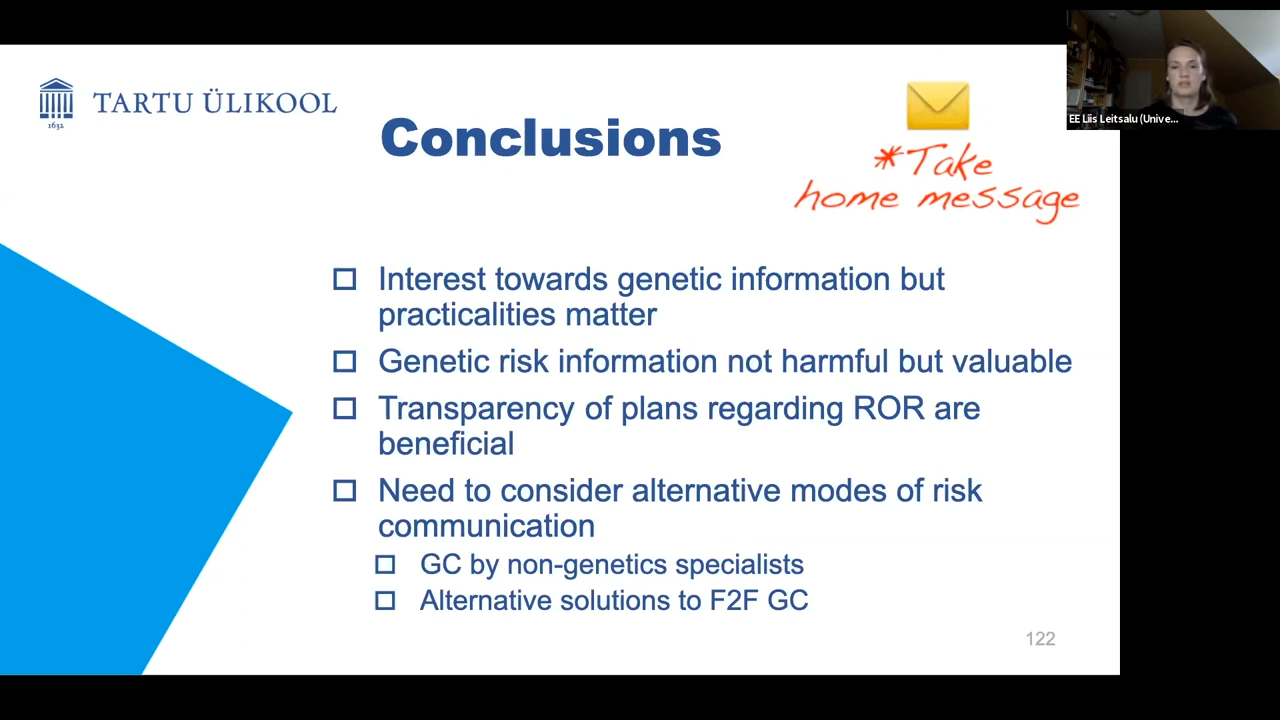 TARTU ÜLIKOOL
1632
Conclusions
*Take
home message
EE Liis Leitsalu (Unive...
Interest towards genetic information but
practicalities matter
Genetic risk information not harmful but valuable
Transparency of plans regarding ROR are
beneficial
Need to consider alternative modes of risk
communication
GC by non-genetics specialists
Alternative solutions to F2F GC
122